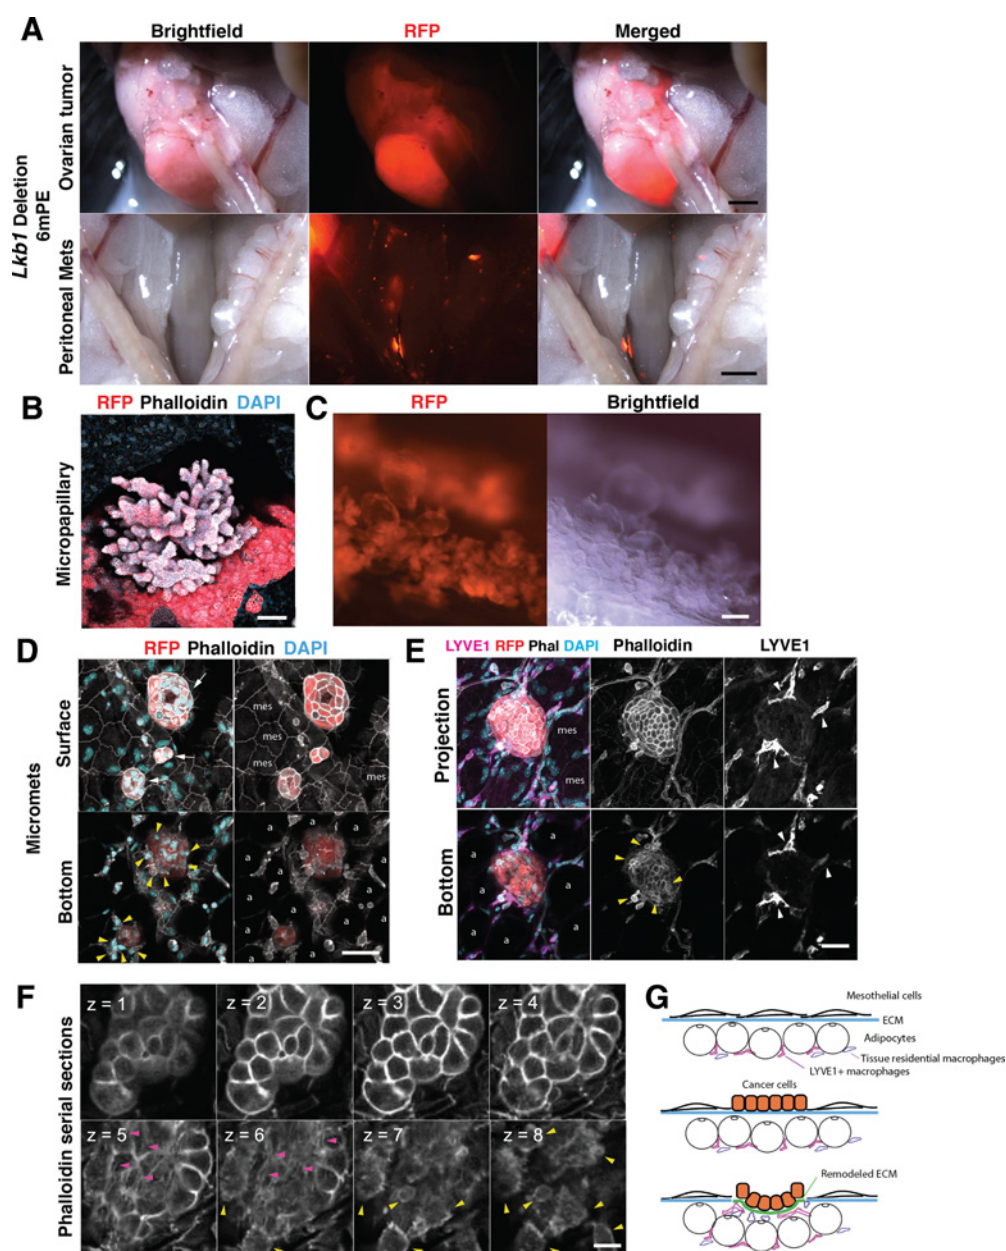 A
Brightfield RFP Merged
Lkb1 Deletion
6mPE
Ovarian tumor
Peritoneal Mets
B
RFP Phalloidin DAPI
Micropapillary
C
RFP Brightfield
D
RFP Phalloidin DAPI
Micromets
Surface
mes
mes
mes
mes
Bottom
a
a
a
a
a
a
a
E
LYVE1 RFP Phal DAPI Phalloidin LYVE1
Projection
mes
mes
Bottom
a
a
a
a
a
a
F
Phalloidin serial sections
z = 1 z = 2 z = 3 z = 4
z = 5 z = 6 z = 7 z = 8
G
Mesothelial cells
ECM
Adipocytes
Tissue residential macrophages
LYVE1+ macrophages
Cancer cells
Remodeled ECM